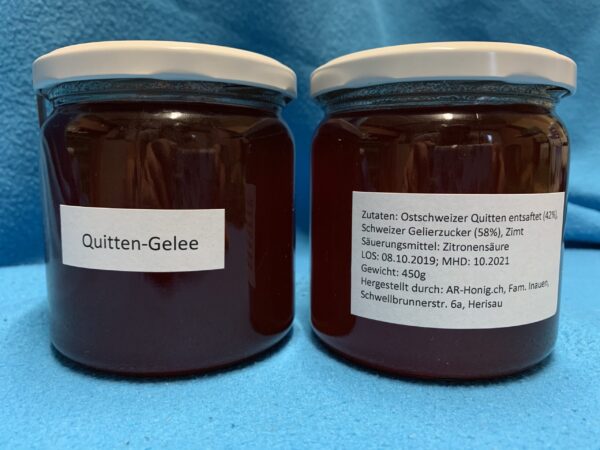 Quitten-Gelee
Zutaten: Ostschweizer Quitten entsaftet (42%),
Schweizer Gelierzucker (58%), Zimt
Säuerungsmittel: Zitronensäure
LOS: 08.10.2019; MHD: 10.2021
Gewicht: 450g
Hergestellt durch: AR-Honig.ch, Fam. Inauen,
Schwellbrunnerstr. 6a, Herisau